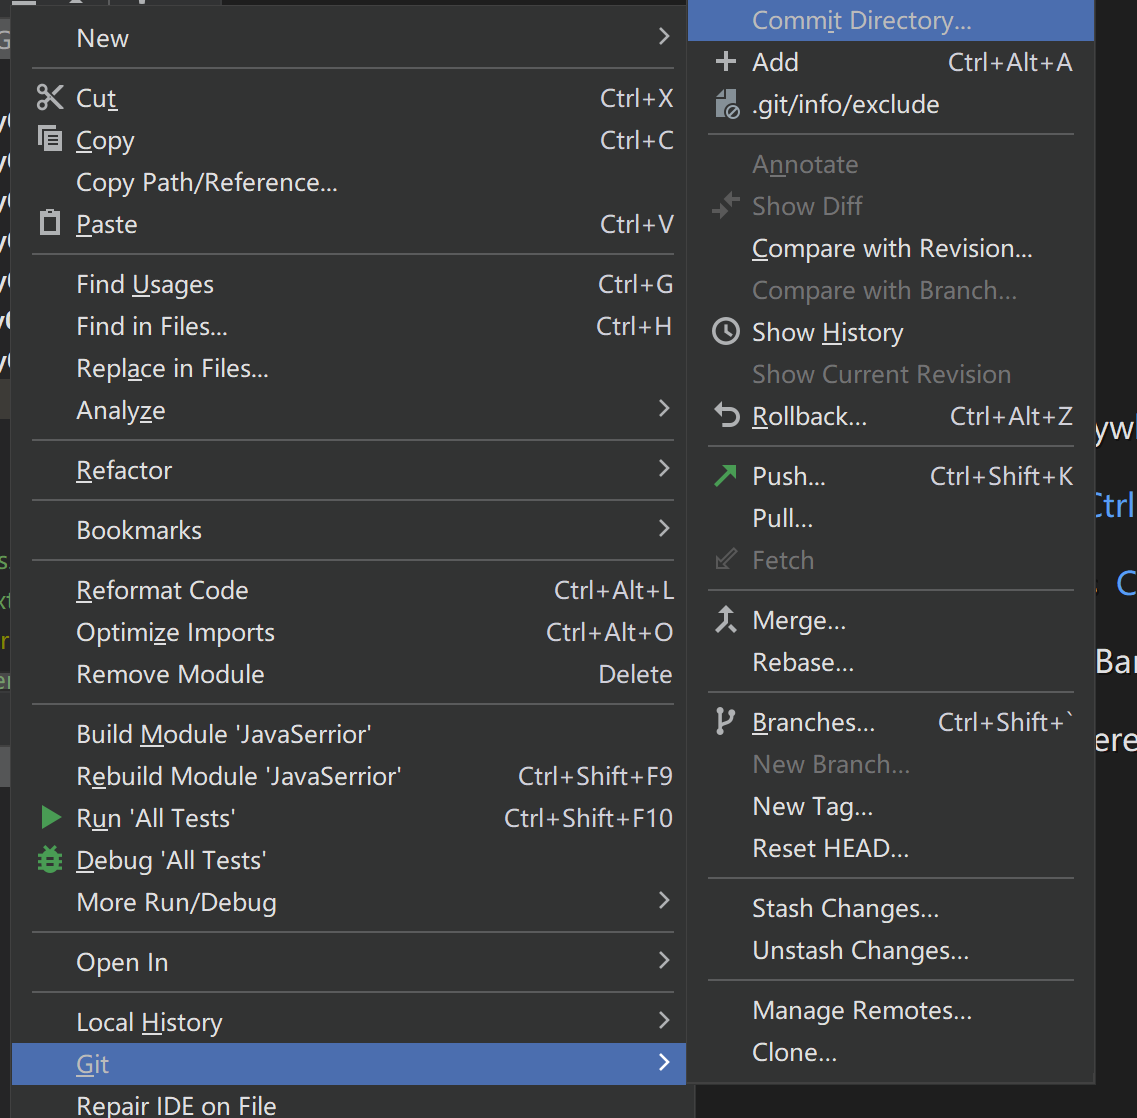 New
Cut Ctrl+X
Copy Ctrl+C
Copy Path/Reference...
Paste Ctrl+V
Find Usages Ctrl+G
Find in Files... Ctrl+H
Replace in Files...
Analyze
Refactor
Bookmarks
Reformat Code Ctrl+Alt+L
Optimize Imports Ctrl+Alt+O
Remove Module Delete
Build Module 'JavaSerrior'
Rebuild Module 'JavaSerrior' Ctrl+Shift+F9
Run 'All Tests' Ctrl+Shift+F10
Debug 'All Tests'
More Run/Debug
Open In
Local History
Git
Repair IDE on File
Commit Directory...
Add Ctrl+Alt+A
.git/info/exclude
Annotate
Show Diff
Compare with Revision...
Compare with Branch...
Show History
Show Current Revision
Rollback... Ctrl+Alt+Z
Push... Ctrl+Shift+K
Pull...
Fetch
Merge...
Rebase...
Branches... Ctrl+Shift+`
New Branch...
New Tag...
Reset HEAD...
Stash Changes...
Unstash Changes...
Manage Remotes...
Clone...